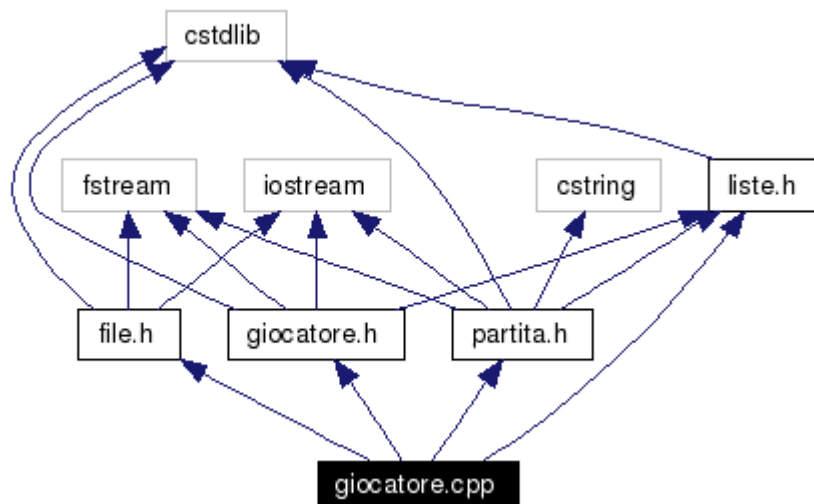 cstdlib
fstream
iostream
cstring
liste.h
file.h
giocatore.h
partita.h
giocatore.cpp